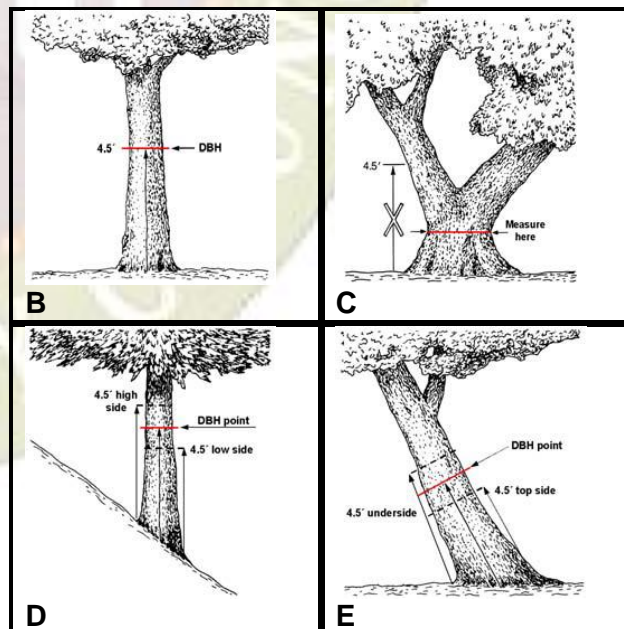 4.5'
DBH
B
4.5'
Measure
here
C
4.5' high
side
DBH point
4.5' low side
D
DBH point
4.5' top side
4.5' underside
E